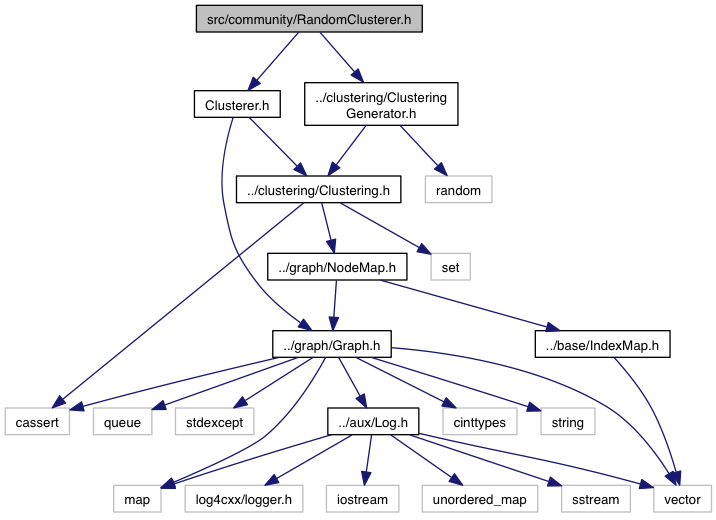 src/community/RandomClusterer.h
Clusterer.h
../clustering/Clustering
Generator.h
../clustering/Clustering.h
random
../graph/NodeMap.h
set
../graph/Graph.h
../base/IndexMap.h
cassert
queue
stdexcept
../aux/Log.h
cinttypes
string
map
log4cxx/logger.h
iostream
unordered_map
sstream
vector